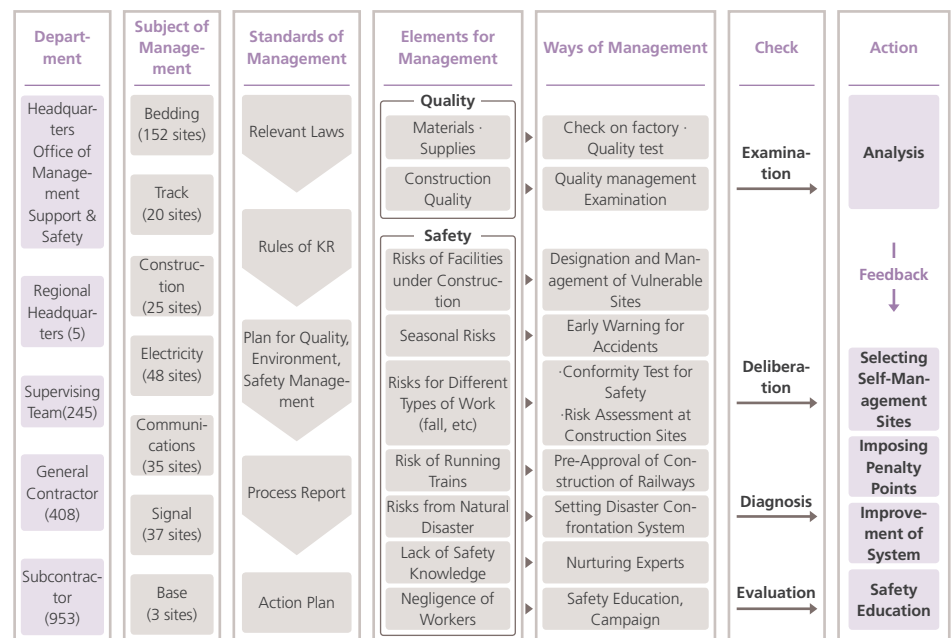 Depart-
ment
Headquar-
ters
Office of
Manage-
ment
Support &
Safety
Regional
Headquar-
ters (5)
Supervising
Team(245)
General
Contractor
(408)
Subcontrac-
tor
(953)
Subject of
Manage-
ment
Bedding
(152 sites)
Track
(20 sites)
Construc-
tion
(25 sites)
Electricity
(48 sites)
Communi-
cations
(35 sites)
Signal
(37 sites)
Base
(3 sites)
Standards of
Management
Relevant Laws
Rules of KR
Plan for Quality,
Environment,
Safety Manage-
ment
Process Report
Action Plan
Elements for
Management
Quality
Materials ·
Supplies
Construction
Quality
Safety
Risks of Facilities
under Construc-
tion
Seasonal Risks
Risks for Different
Types of Work
(fall, etc)
Risk of Running
Trains
Risks from Natural
Disaster
Lack of Safety
Knowledge
Negligence of
Workers
Ways of Management
Check on factory ·
Quality test
Quality management
Examination
Designation and Man-
agement of Vulnerable
Sites
Early Warning for
Accidents
·Conformity Test for
Safety
·Risk Assessment at
Construction Sites
Pre-Approval of Con-
struction of Railways
Setting Disaster Con-
frontation System
Nurturing Experts
Safety Education,
Campaign
Check
Examina-
tion
Delibera-
tion
Diagnosis
Evaluation
Action
Analysis
Feedback
Selecting
Self-Man-
agement
Sites
Imposing
Penalty
Points
Improve-
ment of
System
Safety
Education